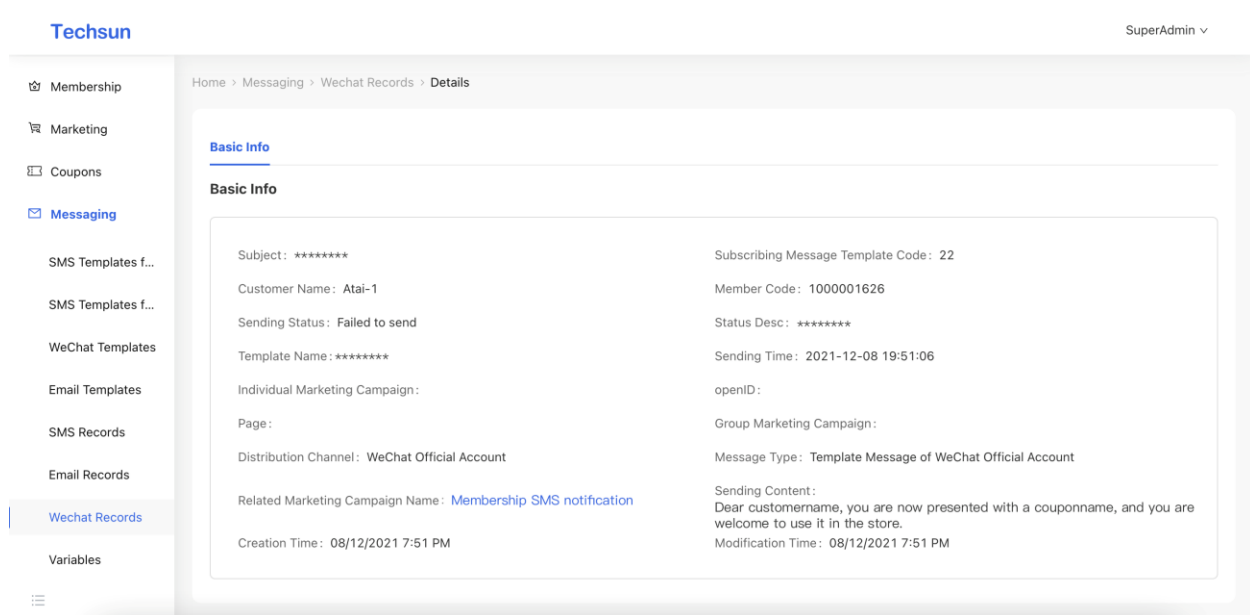 Techsun
SuperAdmin
Membership
Marketing
Coupons
Messaging
SMS Templates f...
SMS Templates f...
WeChat Templates
Email Templates
SMS Records
Email Records
Wechat Records
Variables
Home > Messaging > Wechat Records > Details
Basic Info
Basic Info
Subject: ********
Subscribing Message Template Code: 22
Customer Name: Atai-1
Member Code: 1000001626
Sending Status: Failed to send
Status Desc: ********
Template Name: ********
Sending Time: 2021-12-08 19:51:06
Individual Marketing Campaign:
openID:
Page:
Group Marketing Campaign:
Distribution Channel: WeChat Official Account
Message Type: Template Message of WeChat Official Account
Related Marketing Campaign Name: Membership SMS notification
Sending Content:
Dear customername, you are now presented with a couponname, and you are
welcome to use it in the store.
Creation Time: 08/12/2021 7:51 PM
Modification Time: 08/12/2021 7:51 PM